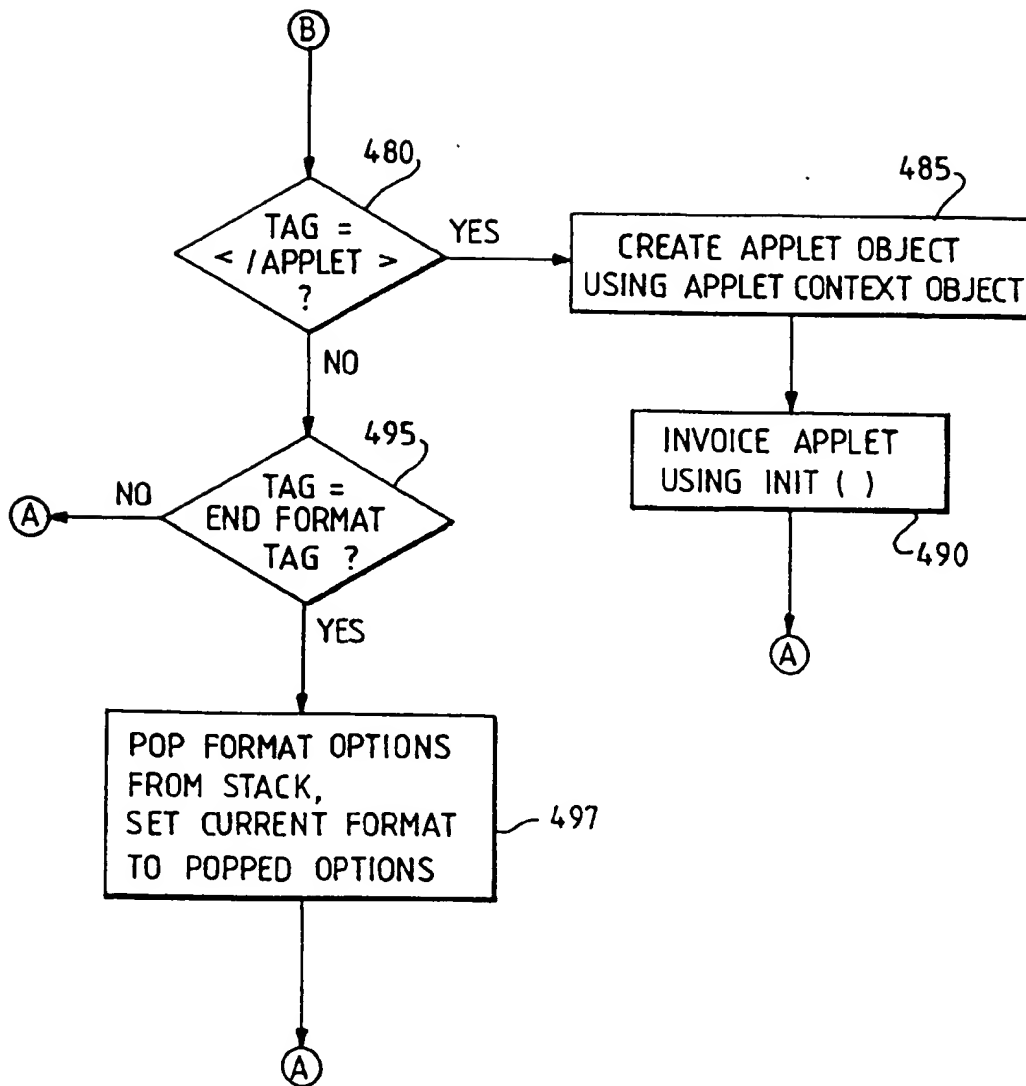 B
480
TAG =
< /APPLET >
?
YES
485
CREATE APPLET OBJECT
USING APPLET CONTEXT OBJECT
NO
INVOICE APPLET
USING INIT ( )
490
A
495
TAG =
END FORMAT
TAG ?
NO
A
YES
POP FORMAT OPTIONS
FROM STACK,
SET CURRENT FORMAT
TO POPPED OPTIONS
497
A